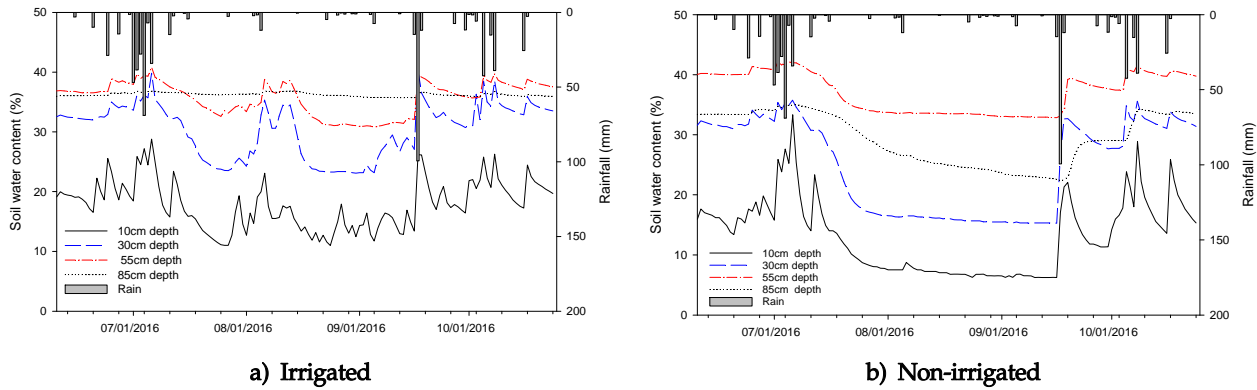 50
40
30
20
10
0
Soil water content (%)
0
50
100
150
200
Rainfall (mm)
07/01/2016 08/01/2016 09/01/2016 10/01/2016
10cm depth
30cm depth
55cm depth
85cm depth
Rain
a) Irrigated
50
40
30
20
10
0
Soil water content (%)
0
50
100
150
200
Rainfall (mm)
07/01/2016 08/01/2016 09/01/2016 10/01/2016
10cm depth
30cm depth
55cm depth
85cm depth
Rain
b) Non-irrigated